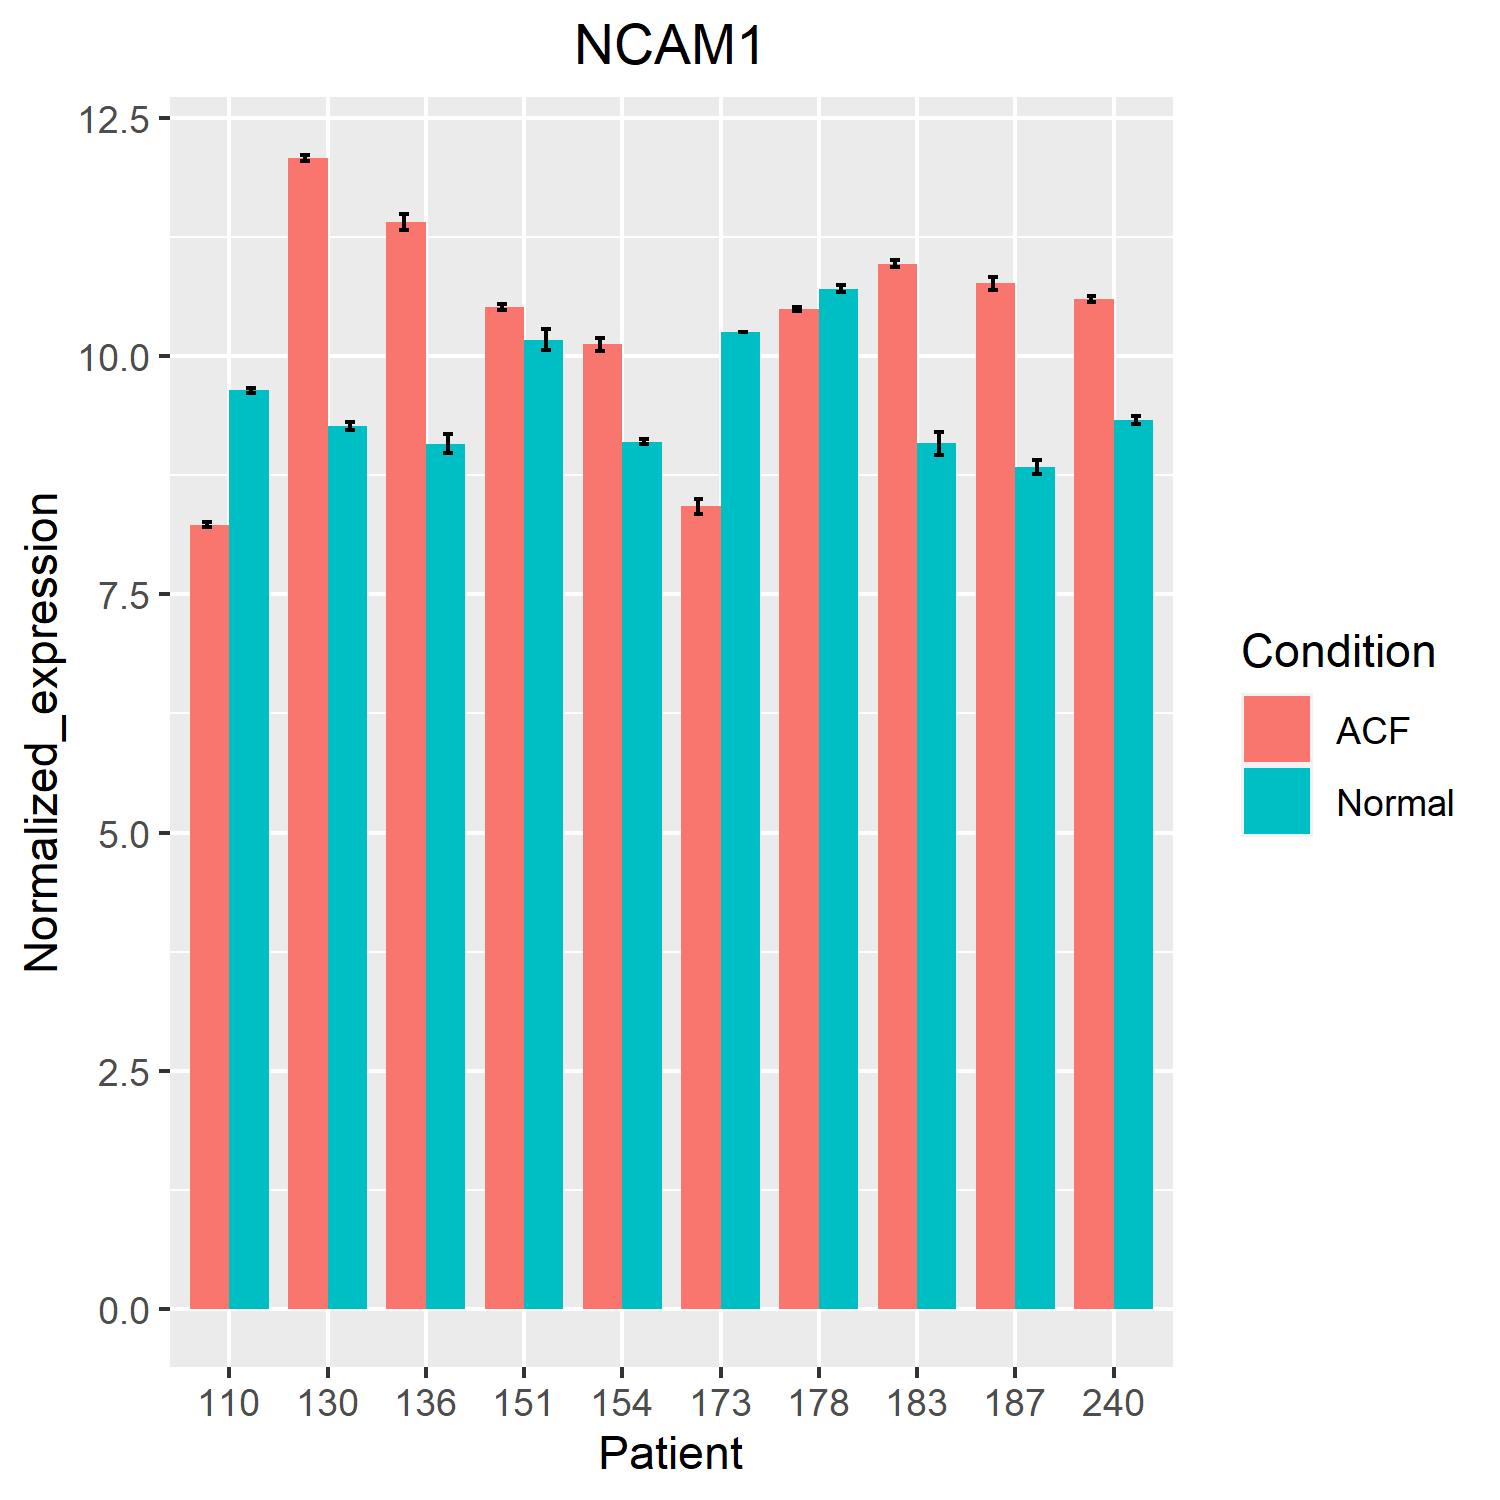 NCAM1
12.5
10.0
7.5
5.0
2.5
0.0
Normalized_expression
110 130 136 151 154 173 178 183 187 240
Patient
Condition
ACF
Normal